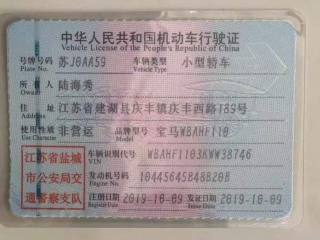 中华人民共和国机动车行驶证
Vehicle License of the People's Republic of China
号牌号码 苏J0AA59 车辆类型 小型轿车
Plate No. Vehicle Type
所有人 陆海秀
Owner
住址 江苏省建湖县庆丰镇庆丰西路189号
Address
使用性质 非营运 品牌型号 宝马WBAHF110
Use Character Model
江苏省盐城
市公安局交
通警察支队
车辆识别代号 WBAHF1103KWW38746
VIN
发动机号码 10445645B48B20B
Engine No.
注册日期 2019-10-09 发证日期 2019-10-09
Register Date Issue Date